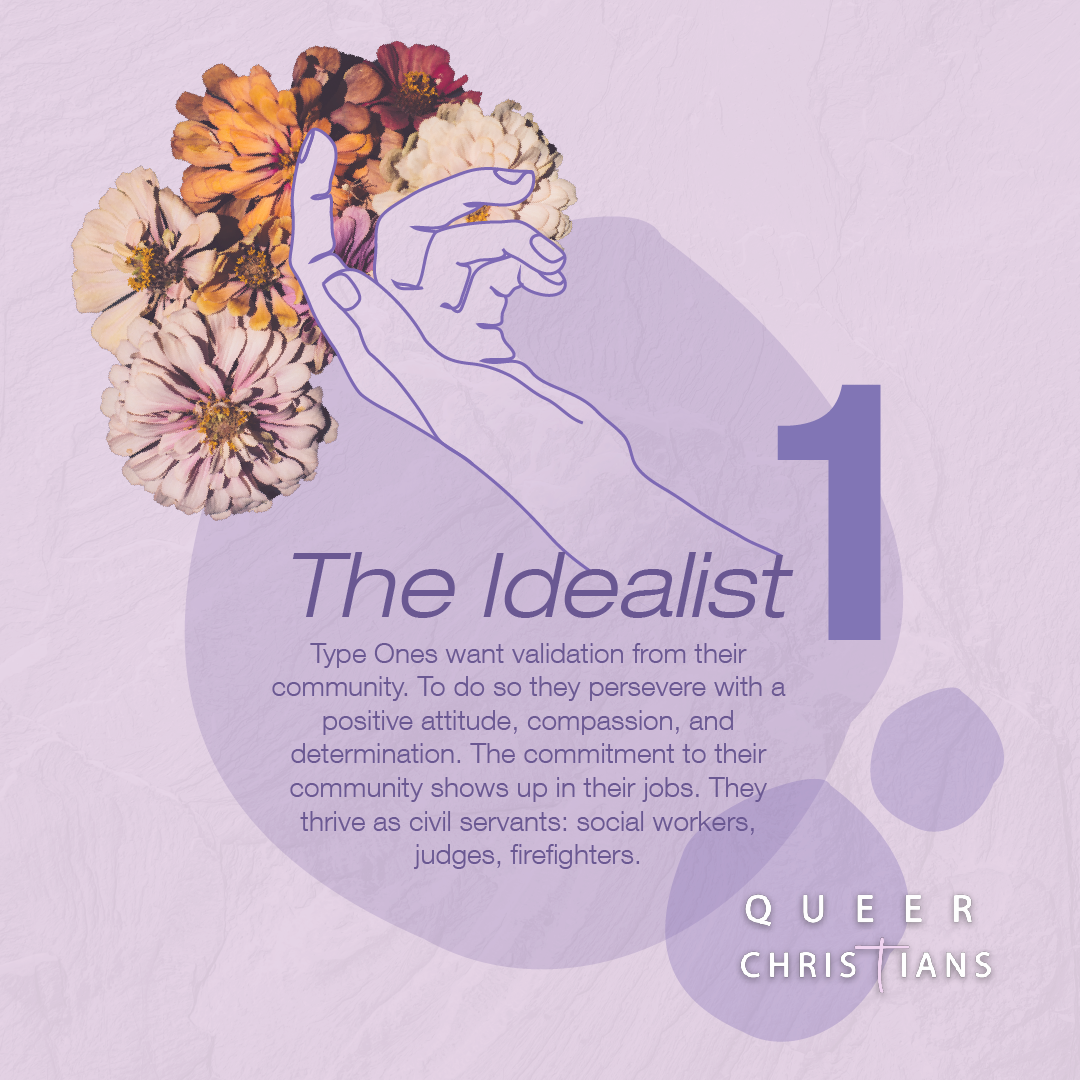 1
The Idealist
Type Ones want validation from their
community. To do so they persevere with a
positive attitude, compassion, and
determination. The commitment to their
community shows up in their jobs. They
thrive as civil servants: social workers,
judges, firefighters.
QUEER
CHRISTIANS